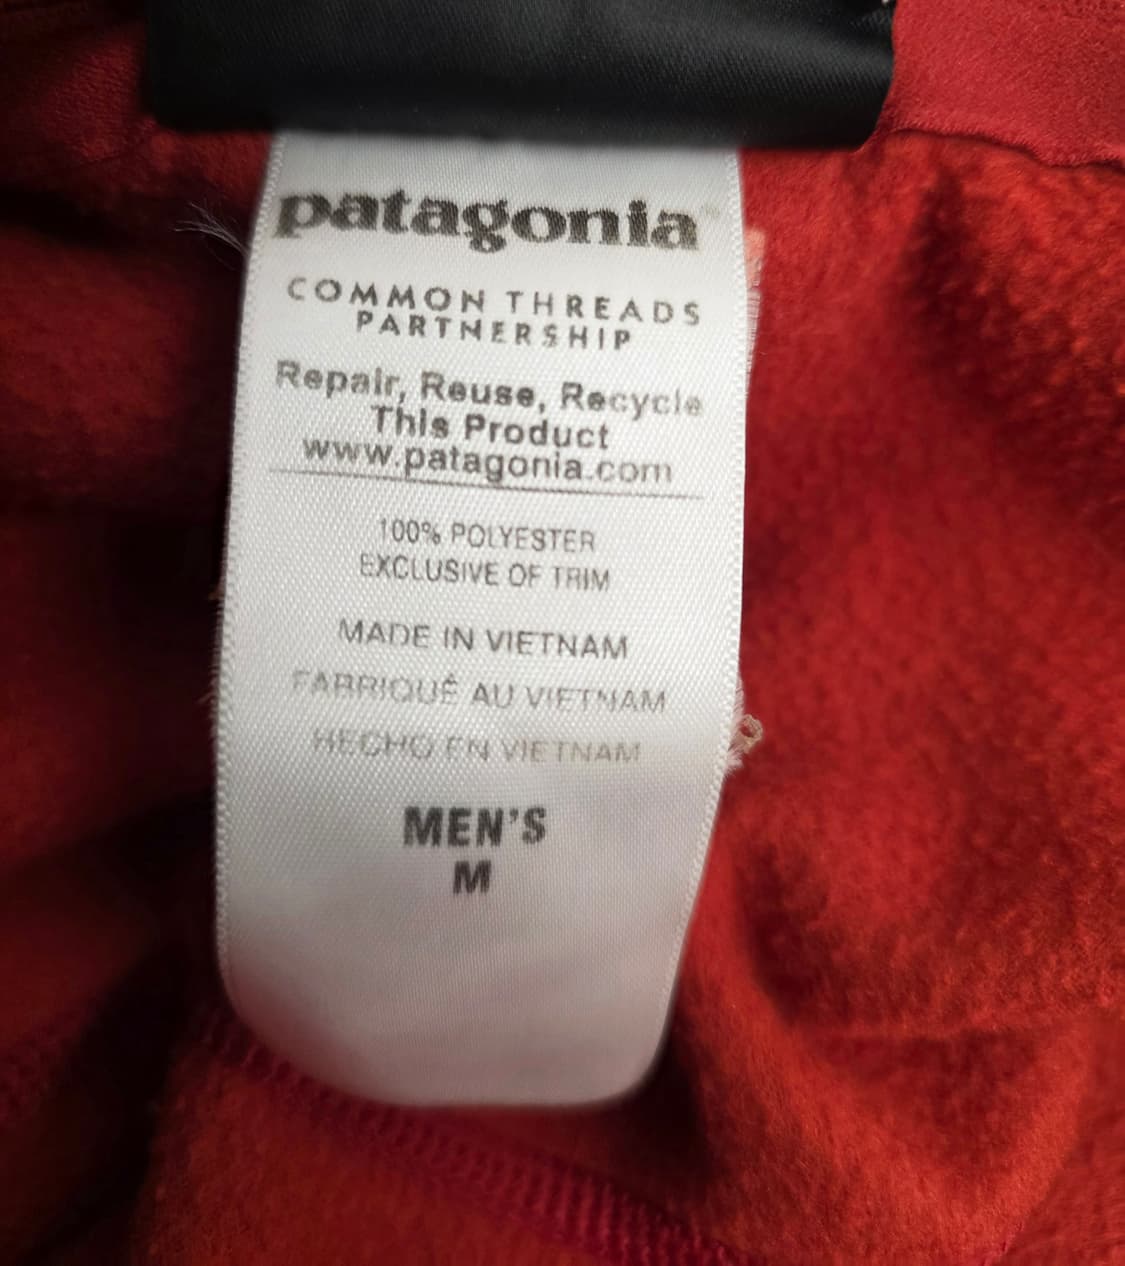 patagonia
COMMON THREADS
PARTNERSHIP
Repair, Reuse, Recycle
This Product
www.patagonia.com
100% POLYESTER
EXCLUSIVE OF TRIM
MADE IN VIETNAM
FABRIQUÉ AU VIETNAM
HECHO EN VIETNAM
MEN'S
M